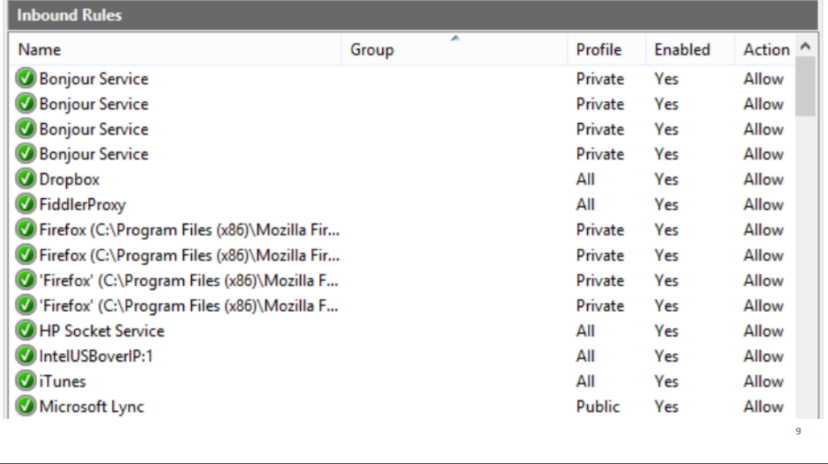 Inbound Rules
Name Group Profile Enabled Action
Bonjour Service Private Yes Allow
Bonjour Service Private Yes Allow
Bonjour Service Private Yes Allow
Bonjour Service Private Yes Allow
Dropbox All Yes Allow
FiddlerProxy All Yes Allow
Firefox (C:\Program Files (x86)\Mozilla Fir... Private Yes Allow
Firefox (C:\Program Files (x86)\Mozilla Fir... Private Yes Allow
'Firefox' (C:\Program Files (x86)\Mozilla F... Private Yes Allow
'Firefox' (C:\Program Files (x86)\Mozilla F... Private Yes Allow
HP Socket Service All Yes Allow
IntelUSBoverIP:1 All Yes Allow
iTunes All Yes Allow
Microsoft Lync Public Yes Allow
9